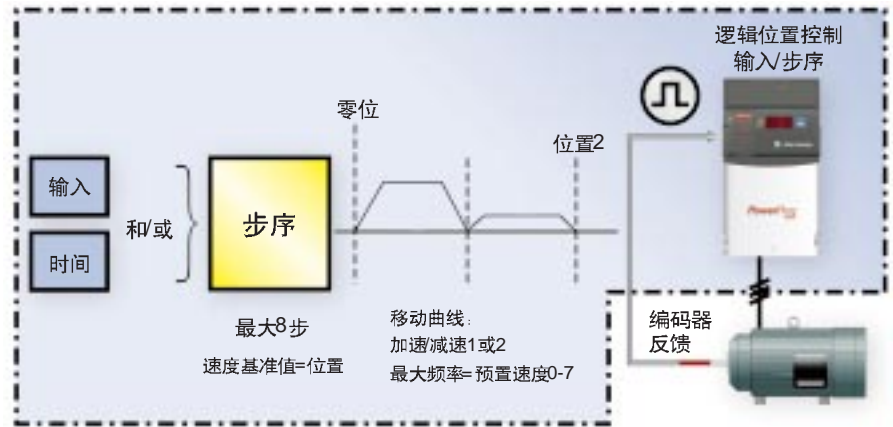 逻辑位置控制
输入/步序
零位
位置2
输入
和/或
步序
时间
最大8步
速度基准值=位置
移动曲线：
加速/减速1或2
最大频率=预置速度0-7
编码器
反馈